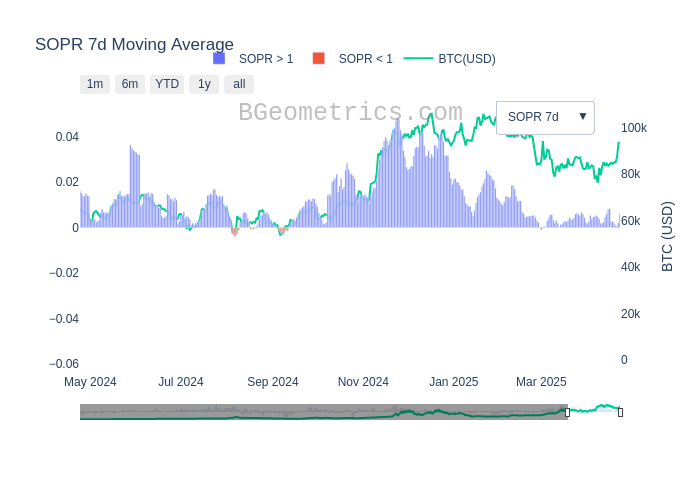 SOPR 7d Moving Average
SOPR > 1
SOPR < 1
BTC(USD)
1m
6m
YTD
1y
all
BGeometrics.com
SOPR 7d
▼
0.04
0.02
0
−0.02
−0.04
−0.06
100k
80k
60k
40k
20k
0
BTC (USD)
May 2024
Jul 2024
Sep 2024
Nov 2024
Jan 2025
Mar 2025